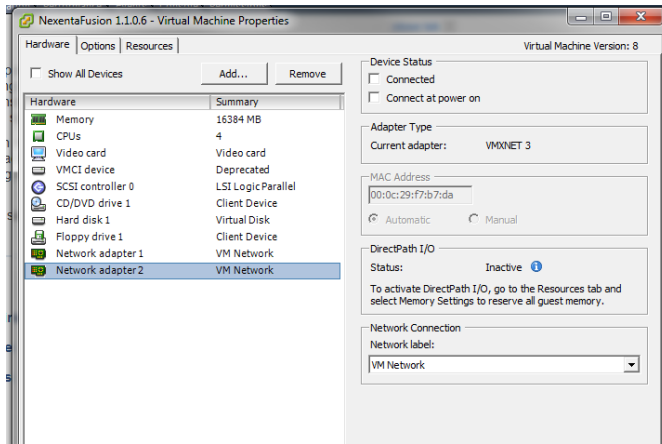 NexentaFusion 1.1.0.6 - Virtual Machine Properties
Hardware Options Resources
Virtual Machine Version: 8
Show All Devices
Add...
Remove
Hardware Summary
Memory 16384 MB
CPUs 4
Video card Video card
VMCI device Deprecated
SCSI controller 0 LSI Logic Parallel
CD/DVD drive 1 Client Device
Hard disk 1 Virtual Disk
Floppy drive 1 Client Device
Network adapter 1 VM Network
Network adapter 2 VM Network
Device Status
Connected
Connect at power on
Adapter Type
Current adapter: VMXNET 3
MAC Address
00:0c:29:f7:b7:da
Automatic Manual
DirectPath I/O
Status: Inactive
To activate DirectPath I/O, go to the Resources tab and
select Memory Settings to reserve all guest memory.
Network Connection
Network label:
VM Network